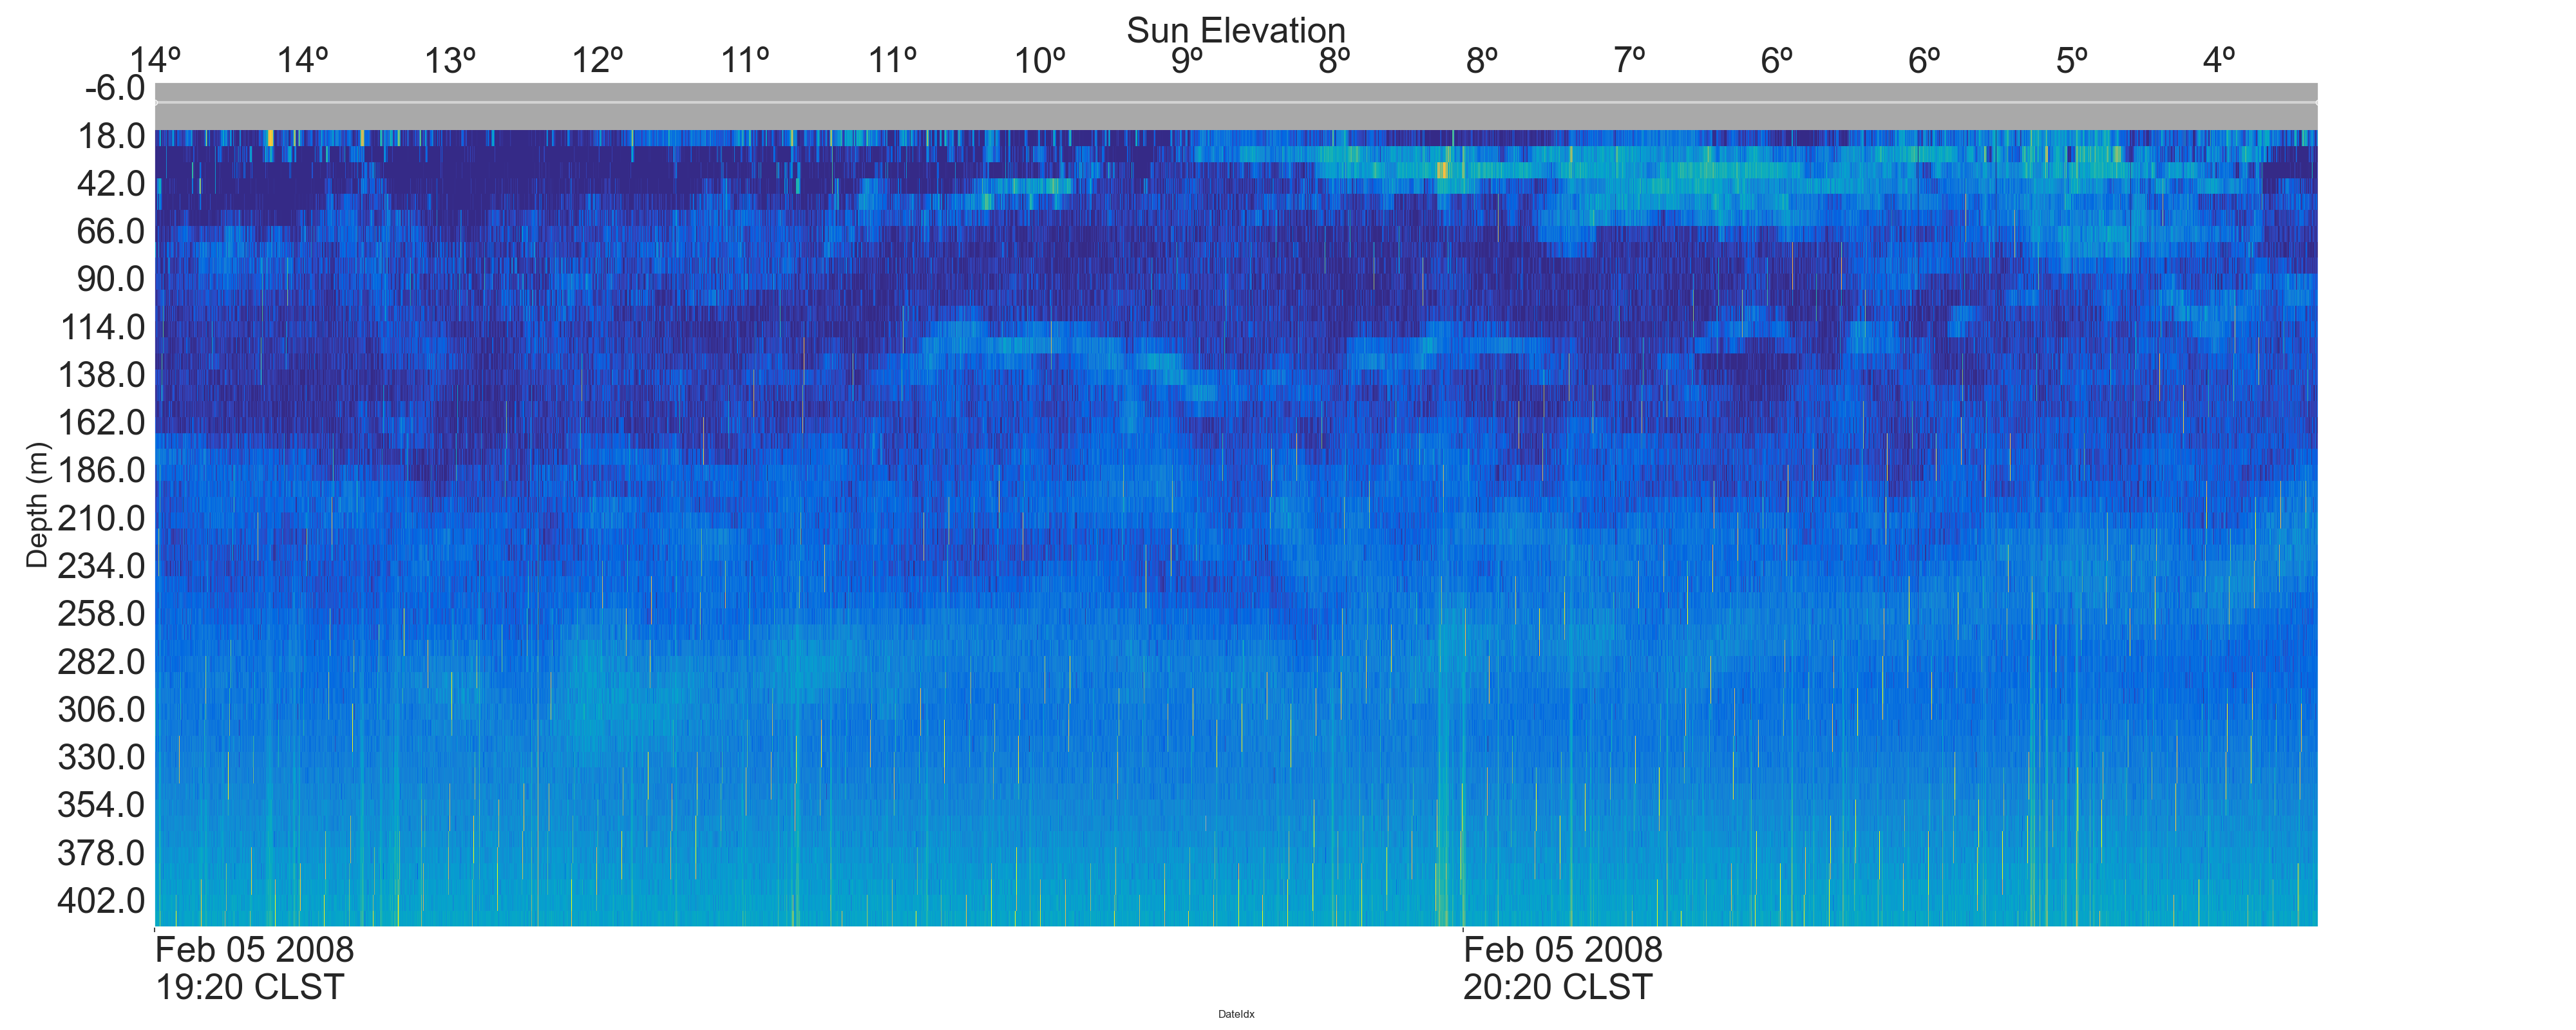 Sun Elevation
14º 14º 13º 12º 11º 11º 10º 9º 8º 8º 7º 6º 6º 5º 4º
-6.0
18.0
42.0
66.0
90.0
114.0
138.0
162.0
186.0
210.0
234.0
258.0
282.0
306.0
330.0
354.0
378.0
402.0
Depth (m)
Feb 05 2008
19:20 CLST
Feb 05 2008
20:20 CLST
DateIdx